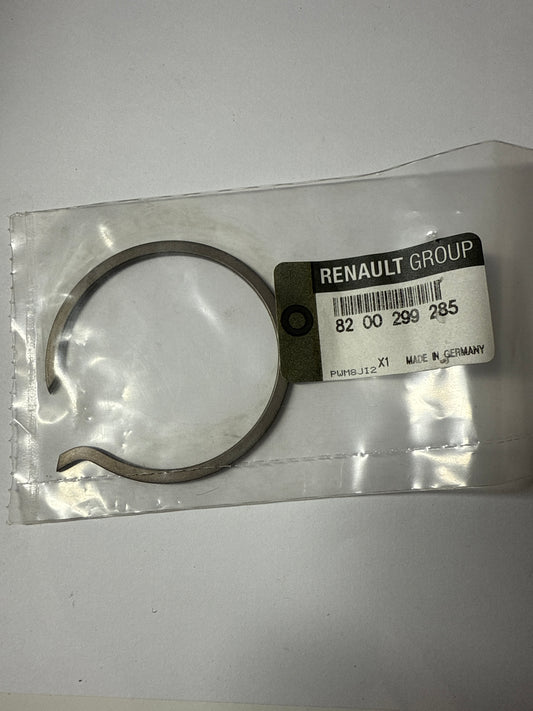 RENAULT GROUP
82 00 299 285
X1 MADE IN GERMANY
PWM8JI2